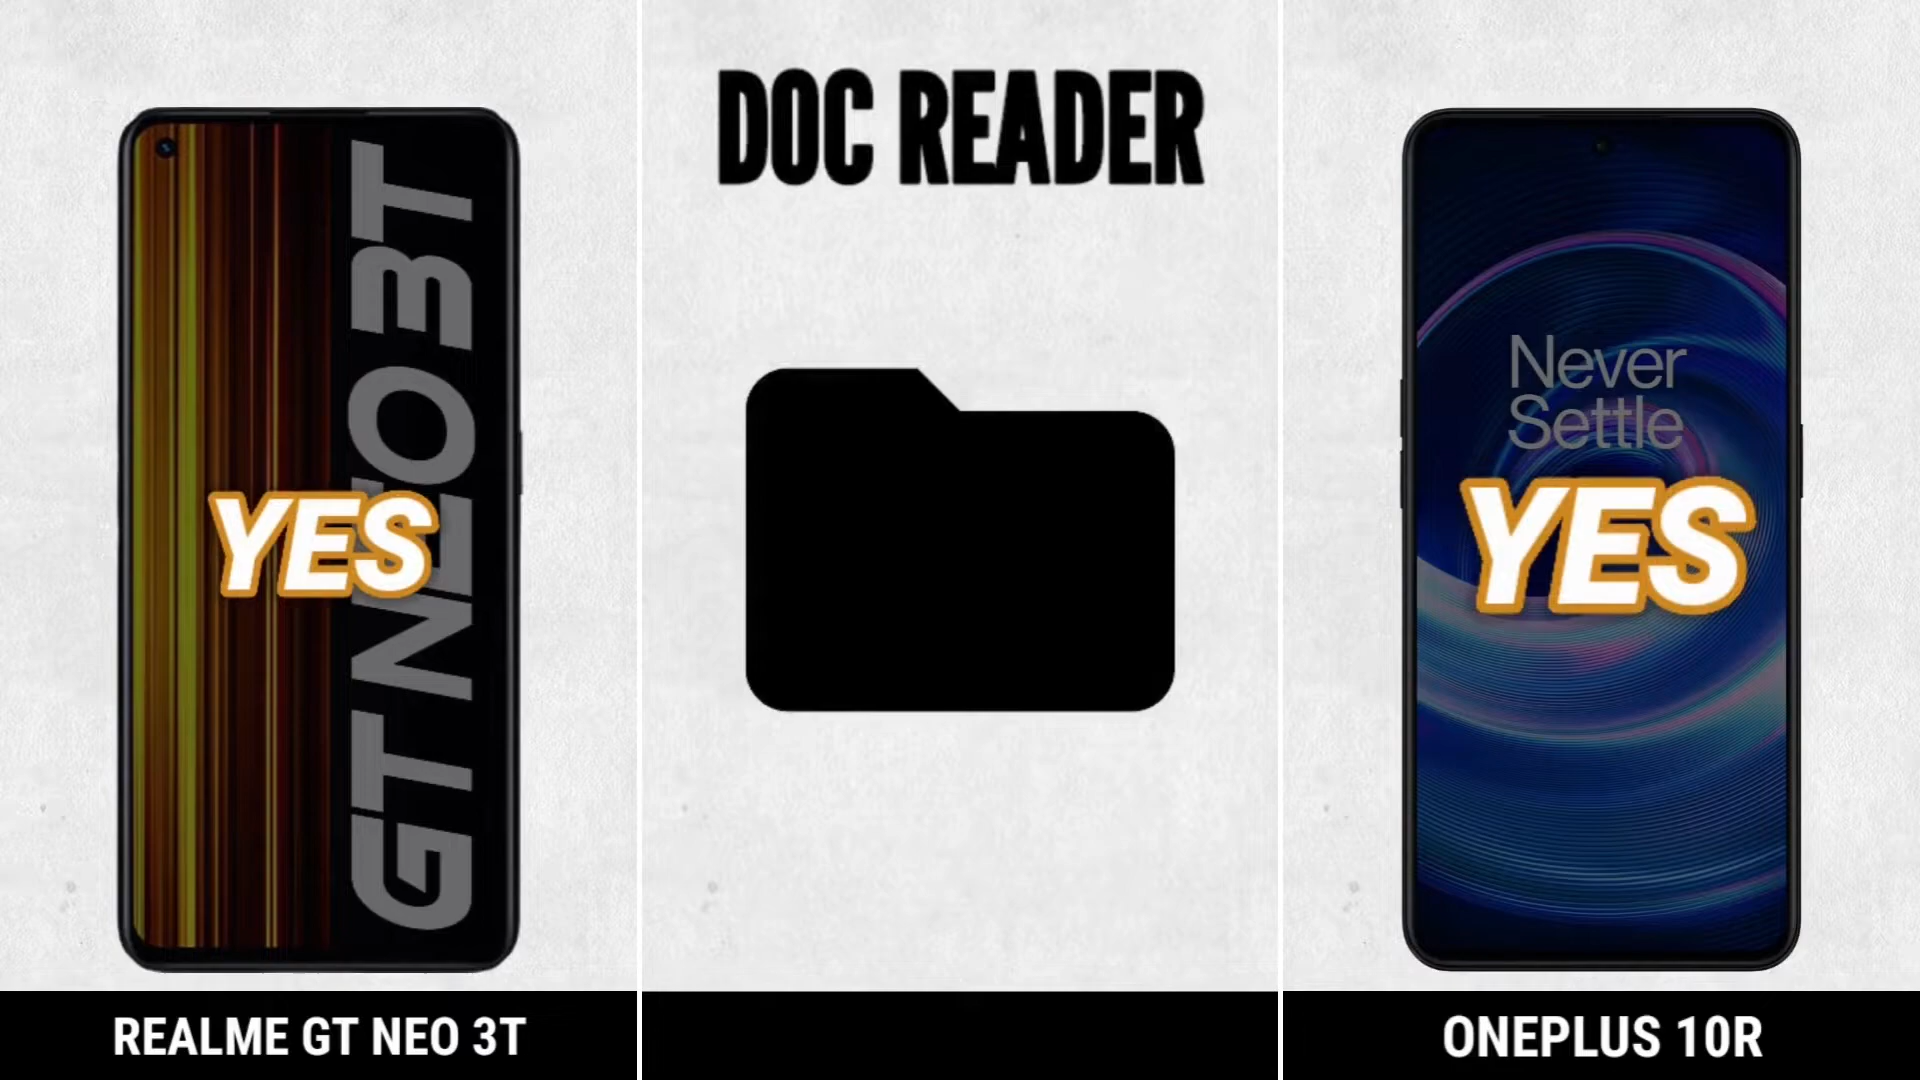 GT NEO 3T
YES
REALME GT NEO 3T
DOC READER
Never
Settle
YES
ONEPLUS 10R